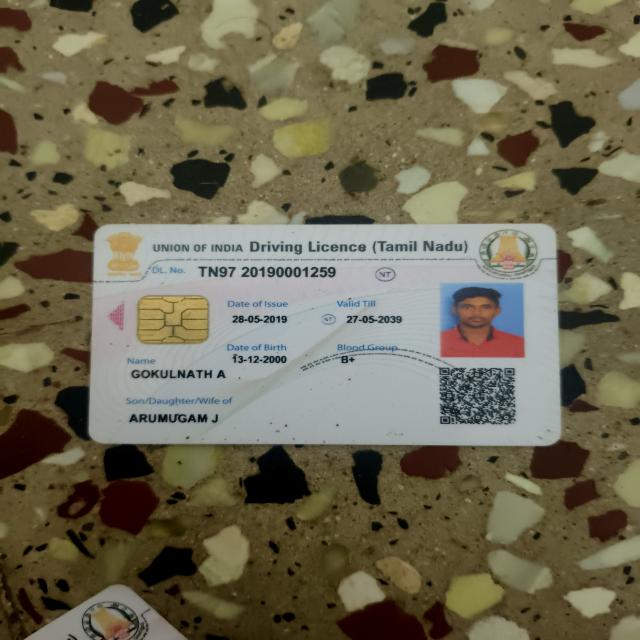 UNION OF INDIA Driving Licence (Tamil Nadu)
DL. No. TN97 20190001259 NT
Date of Issue Valid Till
28-05-2019 NT 27-05-2039
Date of Birth Blood Group
13-12-2000 B+
Name
GOKULNATH A
Son/Daughter/Wife of
ARUMUGAM J